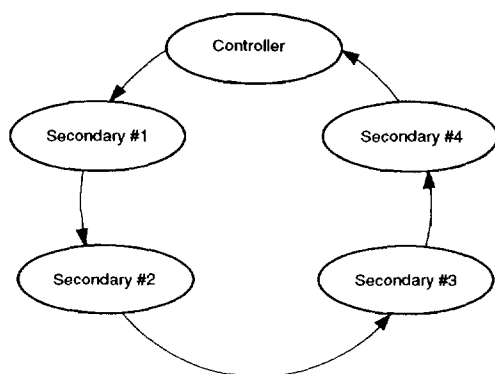 Controller
Secondary #1
Secondary #4
Secondary #2
Secondary #3